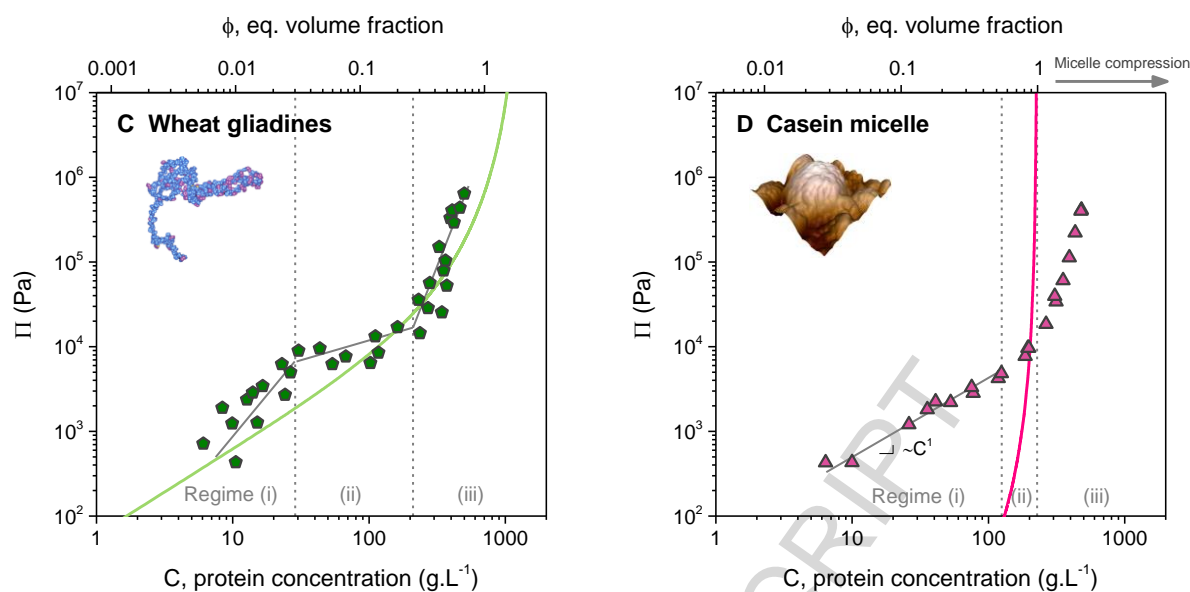 ϕ, eq. volume fraction
0.001 0.01 0.1 1
10⁷
10⁶
10⁵
10⁴
10³
10²
Π (Pa)
C Wheat gliadines
Regime (i) (ii) (iii)
1 10 100 1000
C, protein concentration (g.L⁻¹)
ϕ, eq. volume fraction
0.01 0.1 1 Micelle compression
10⁷
10⁶
10⁵
10⁴
10³
10²
Π (Pa)
D Casein micelle
~C¹
Regime (i) (ii) (iii)
1 10 100 1000
C, protein concentration (g.L⁻¹)
RIPT